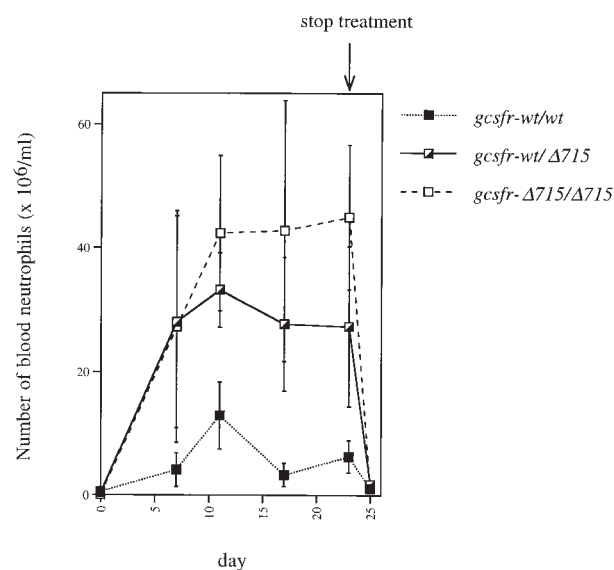 stop treatment
60
40
20
0
0
5
10
15
20
25
Number of blood neutrophils (x 10⁶/ml)
day
gcsfr-wt/wt
gcsfr-wt/Δ715
gcsfr-Δ715/Δ715